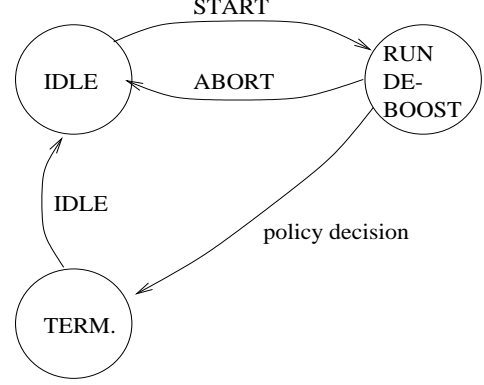 START
IDLE
RUN
DE-
BOOST
ABORT
IDLE
policy decision
TERM.